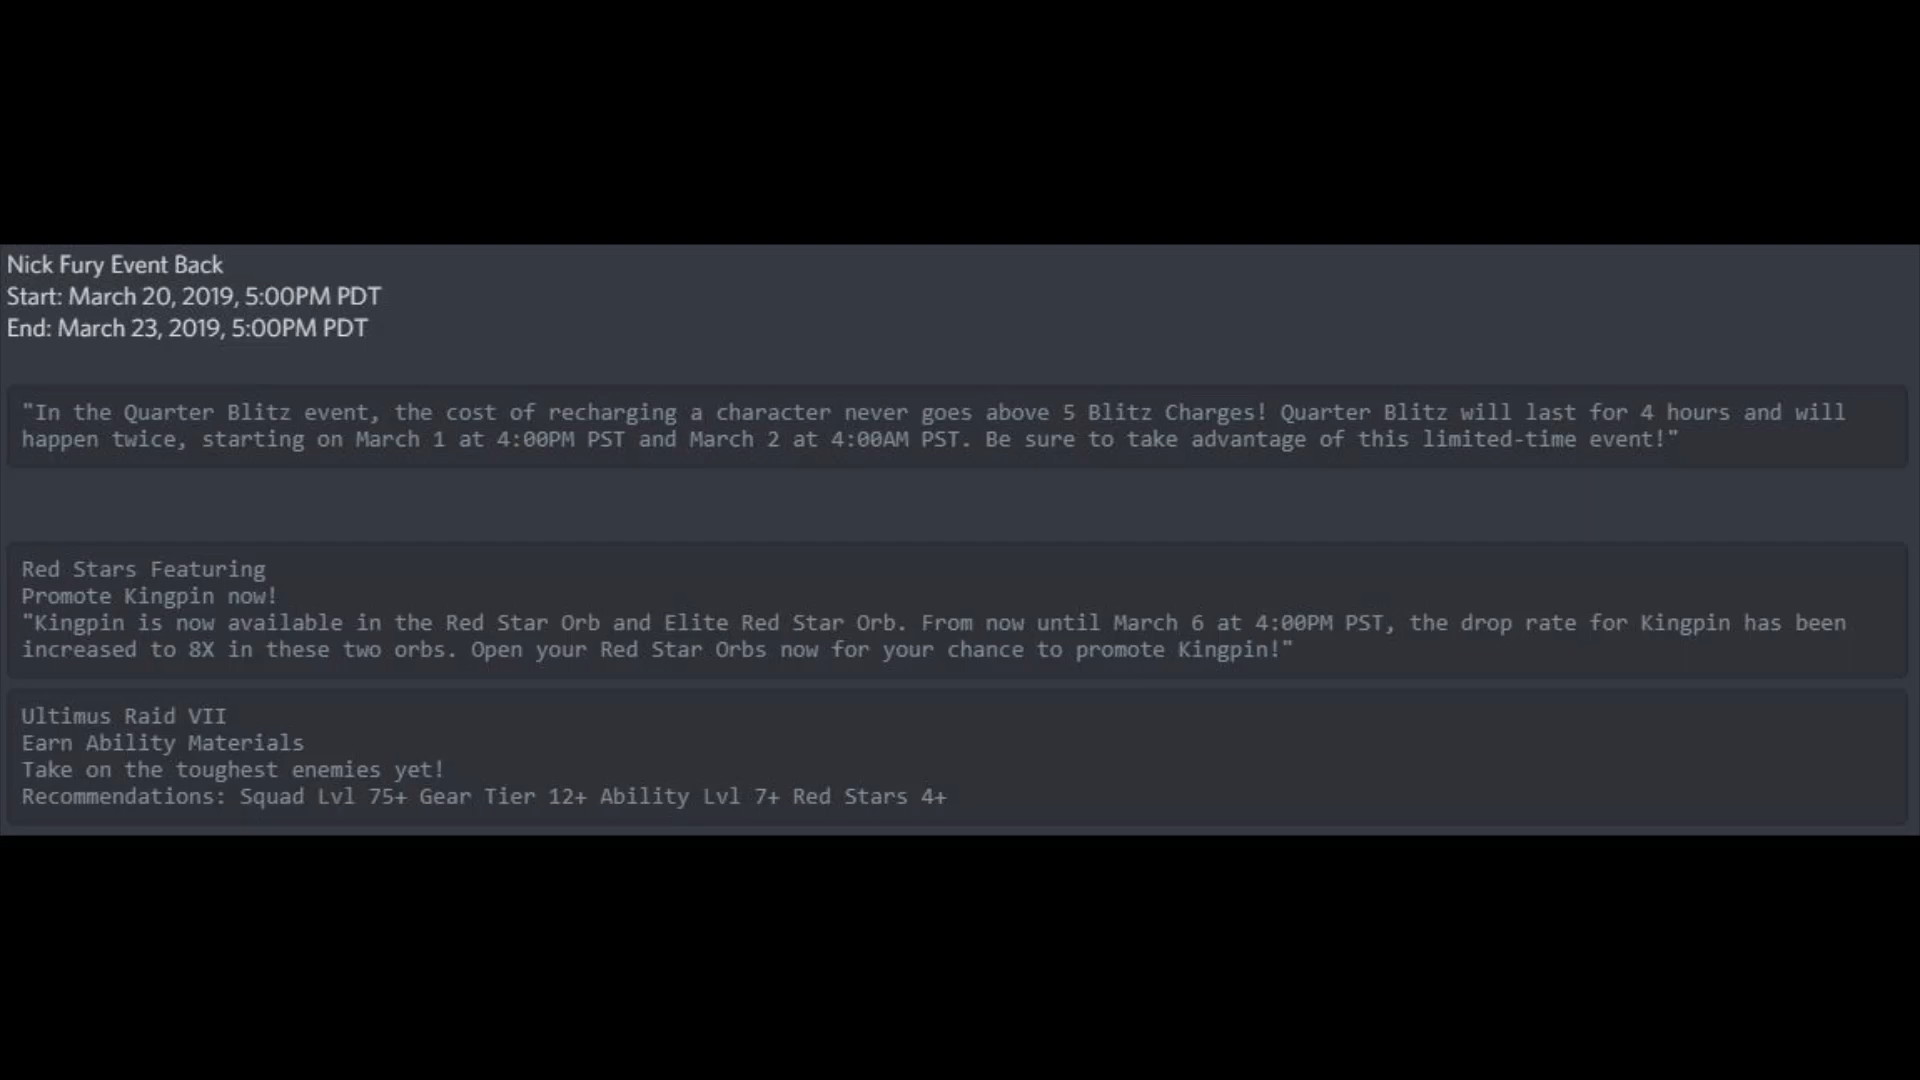 Nick Fury Event Back
Start: March 20, 2019, 5:00PM PDT
End: March 23, 2019, 5:00PM PDT
"In the Quarter Blitz event, the cost of recharging a character never goes above 5 Blitz Charges! Quarter Blitz will last for 4 hours and will
happen twice, starting on March 1 at 4:00PM PST and March 2 at 4:00AM PST. Be sure to take advantage of this limited-time event!"
Red Stars Featuring
Promote Kingpin now!
"Kingpin is now available in the Red Star Orb and Elite Red Star Orb. From now until March 6 at 4:00PM PST, the drop rate for Kingpin has been
increased to 8X in these two orbs. Open your Red Star Orbs now for your chance to promote Kingpin!"
Ultimus Raid VII
Earn Ability Materials
Take on the toughest enemies yet!
Recommendations: Squad Lvl 75+ Gear Tier 12+ Ability Lvl 7+ Red Stars 4+